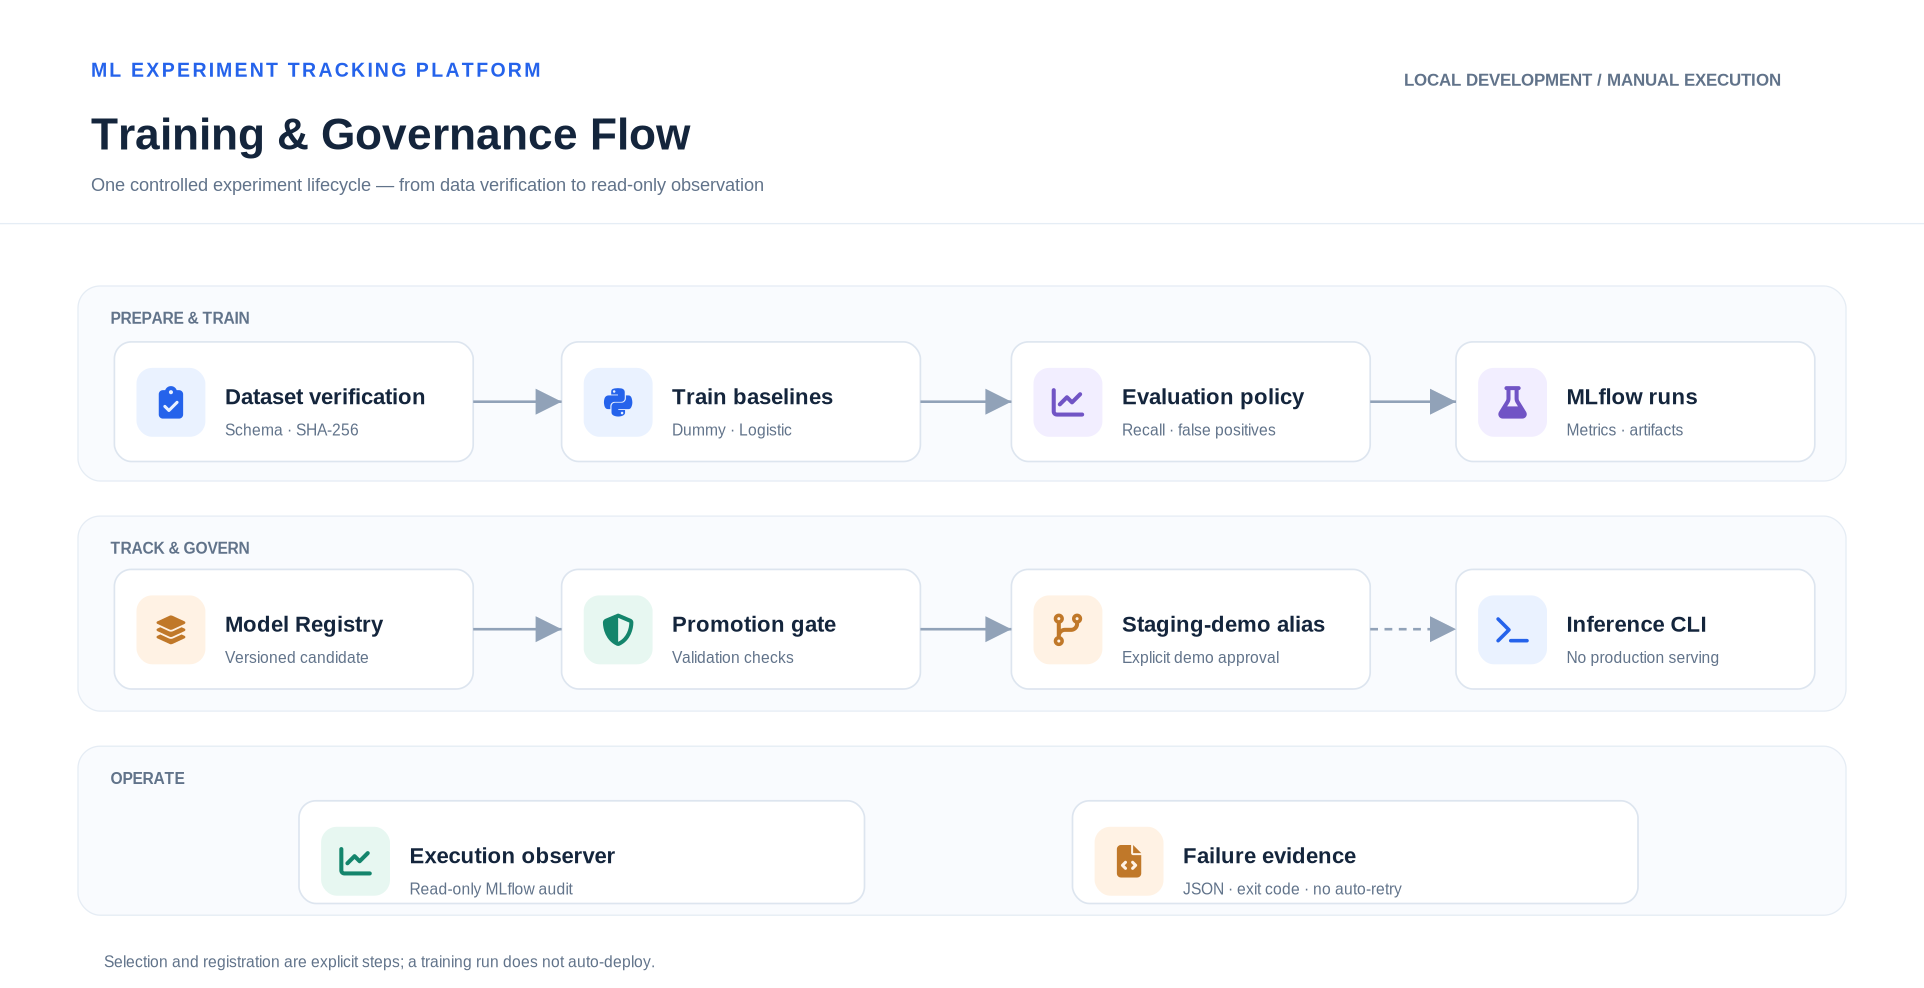 ML EXPERIMENT TRACKING PLATFORM
LOCAL DEVELOPMENT / MANUAL EXECUTION
Training & Governance Flow
One controlled experiment lifecycle — from data verification to read-only observation
PREPARE & TRAIN
Dataset verification
Schema · SHA-256
Train baselines
Dummy · Logistic
Evaluation policy
Recall · false positives
MLflow runs
Metrics · artifacts
TRACK & GOVERN
Model Registry
Versioned candidate
Promotion gate
Validation checks
Staging-demo alias
Explicit demo approval
Inference CLI
No production serving
OPERATE
Execution observer
Read-only MLflow audit
Failure evidence
JSON · exit code · no auto-retry
Selection and registration are explicit steps; a training run does not auto-deploy.